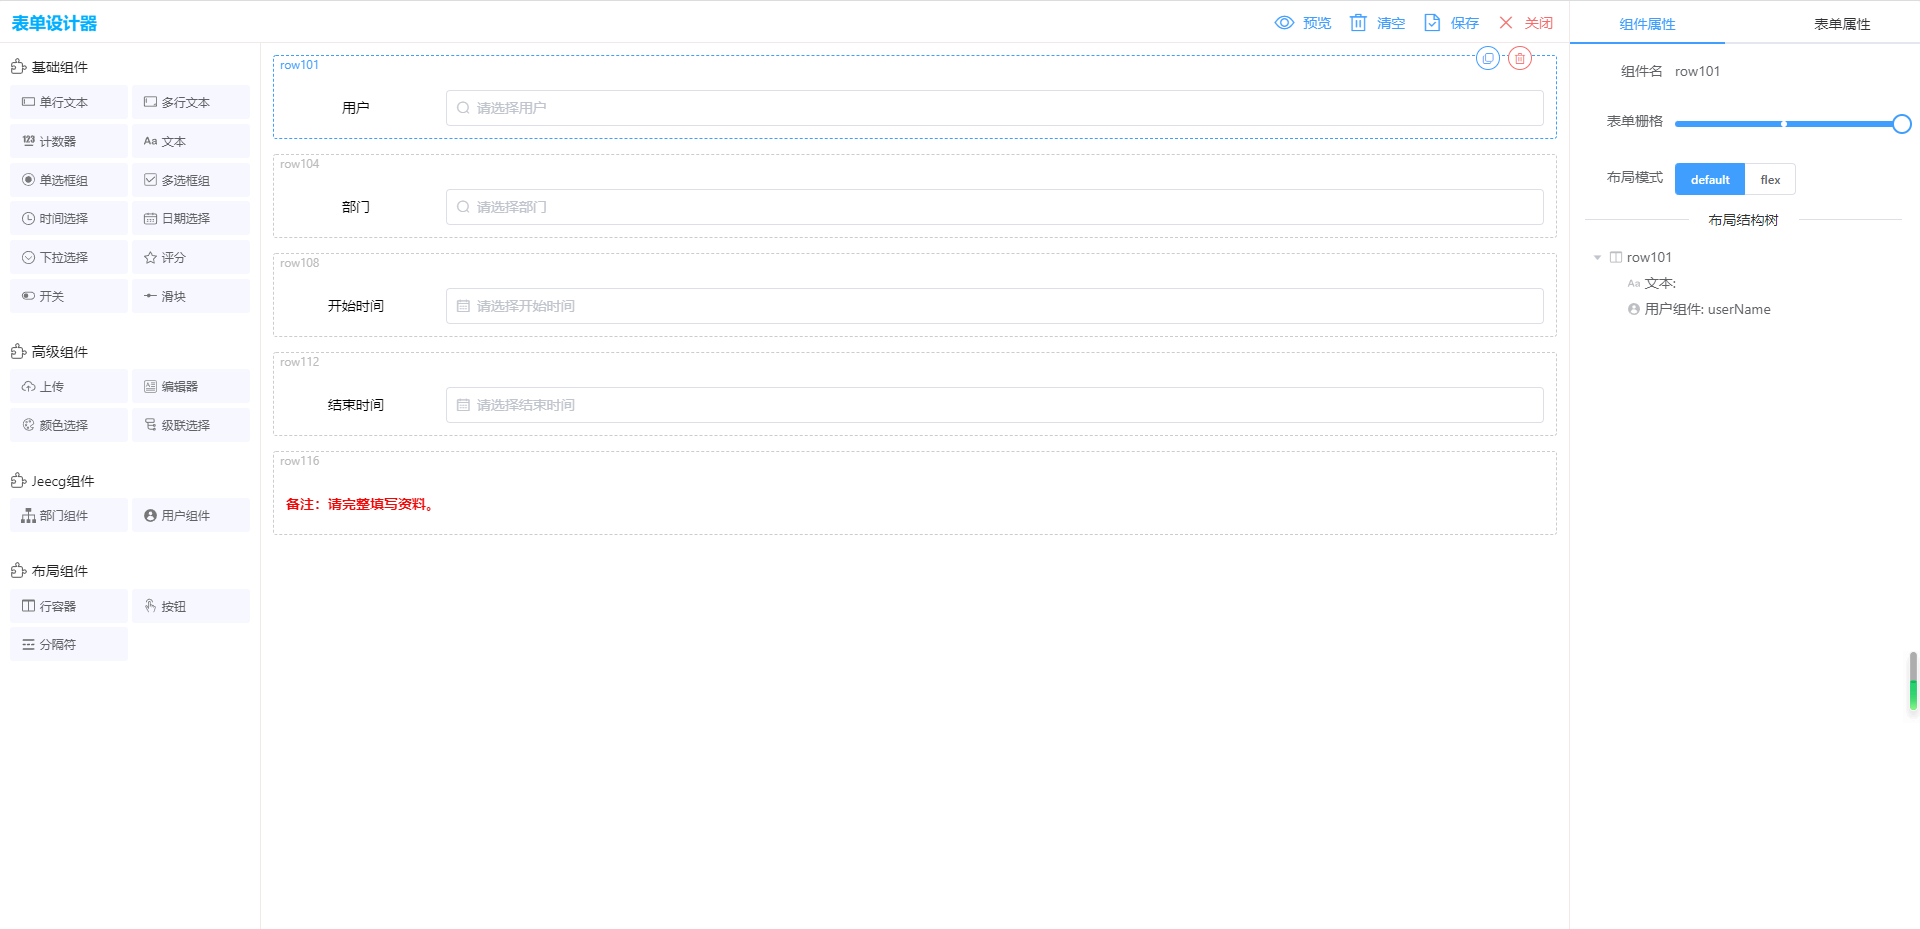 表单设计器
预览 清空 保存 关闭
基础组件
单行文本 多行文本
123 计数器 Aa 文本
单选框组 多选框组
时间选择 日期选择
下拉选择 评分
开关 滑块
高级组件
上传 编辑器
颜色选择 级联选择
Jeecg组件
部门组件 用户组件
布局组件
行容器 按钮
分隔符
row101
用户 请选择用户
row104
部门 请选择部门
row108
开始时间 请选择开始时间
row112
结束时间 请选择结束时间
row116
备注：请完整填写资料。
组件属性 表单属性
组件名 row101
表单栅格
布局模式 default flex
布局结构树
row101
Aa 文本:
用户组件: userName